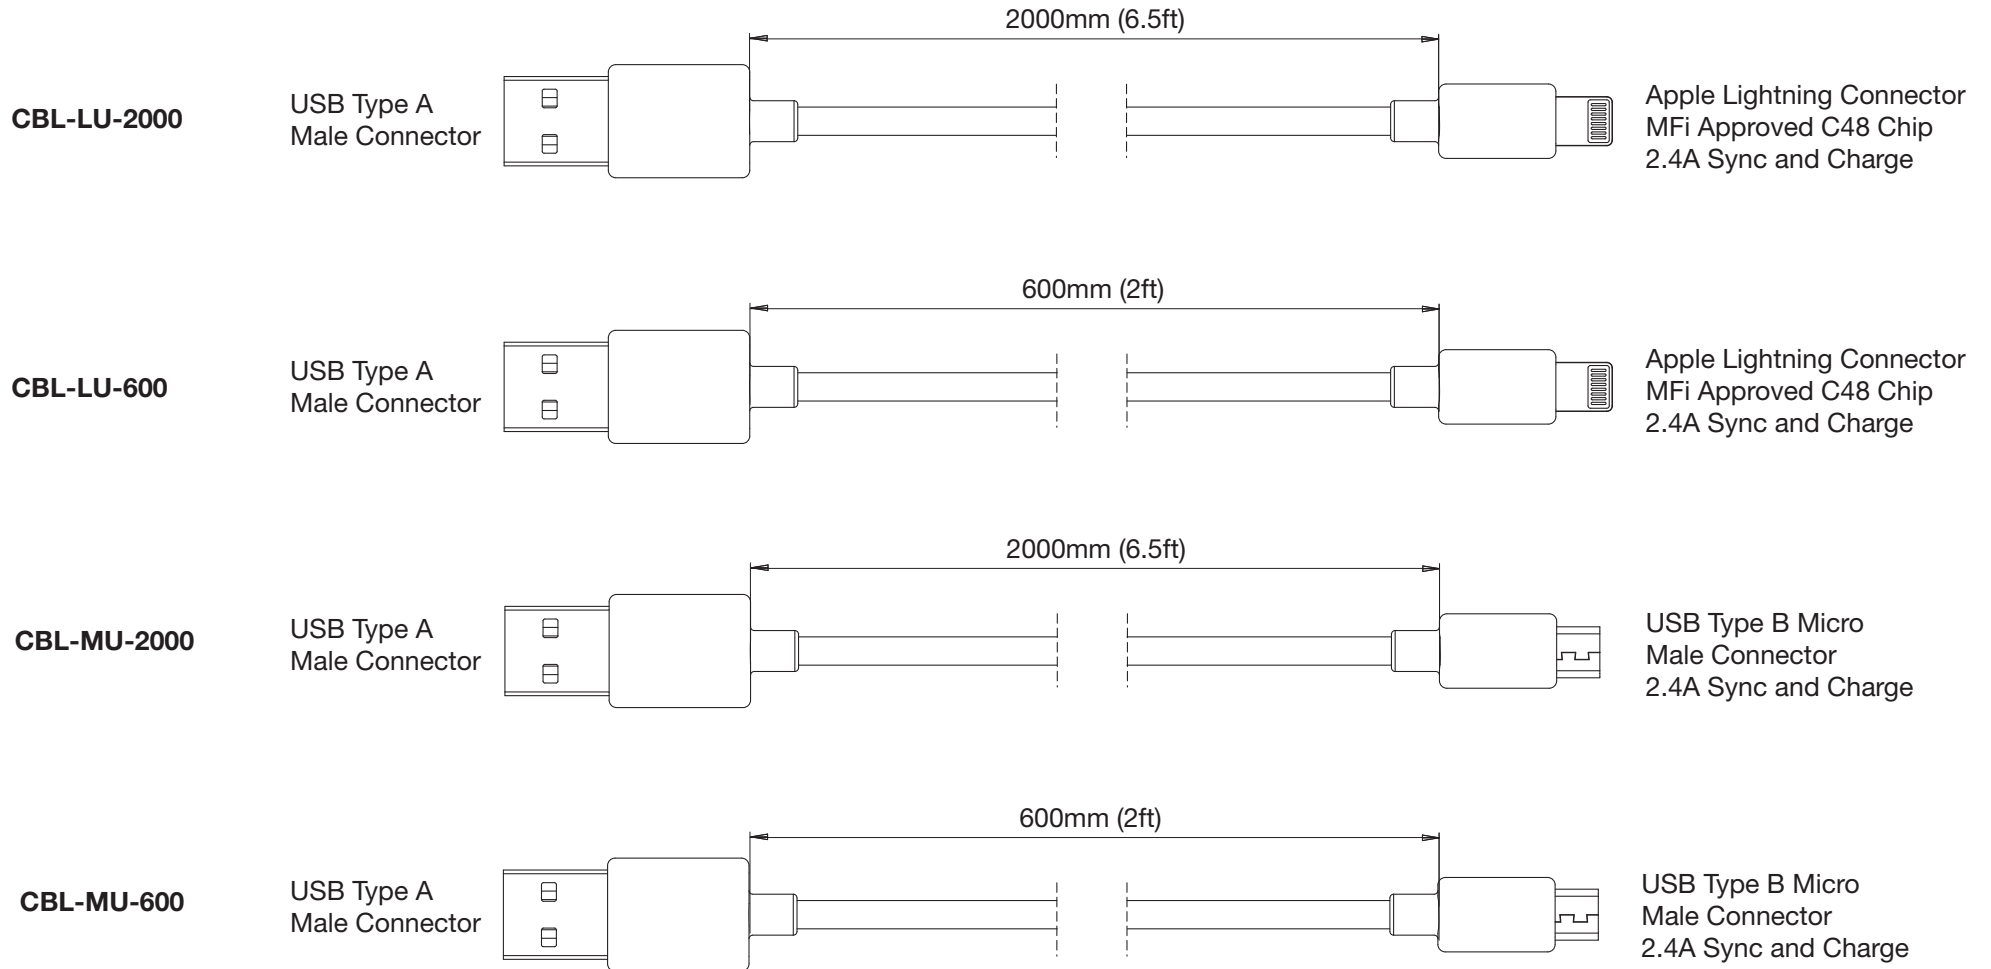 2000mm (6.5ft)
CBL-LU-2000
USB Type A
Male Connector
Apple Lightning Connector
MFi Approved C48 Chip
2.4A Sync and Charge
600mm (2ft)
CBL-LU-600
USB Type A
Male Connector
Apple Lightning Connector
MFi Approved C48 Chip
2.4A Sync and Charge
2000mm (6.5ft)
CBL-MU-2000
USB Type A
Male Connector
USB Type B Micro
Male Connector
2.4A Sync and Charge
600mm (2ft)
CBL-MU-600
USB Type A
Male Connector
USB Type B Micro
Male Connector
2.4A Sync and Charge